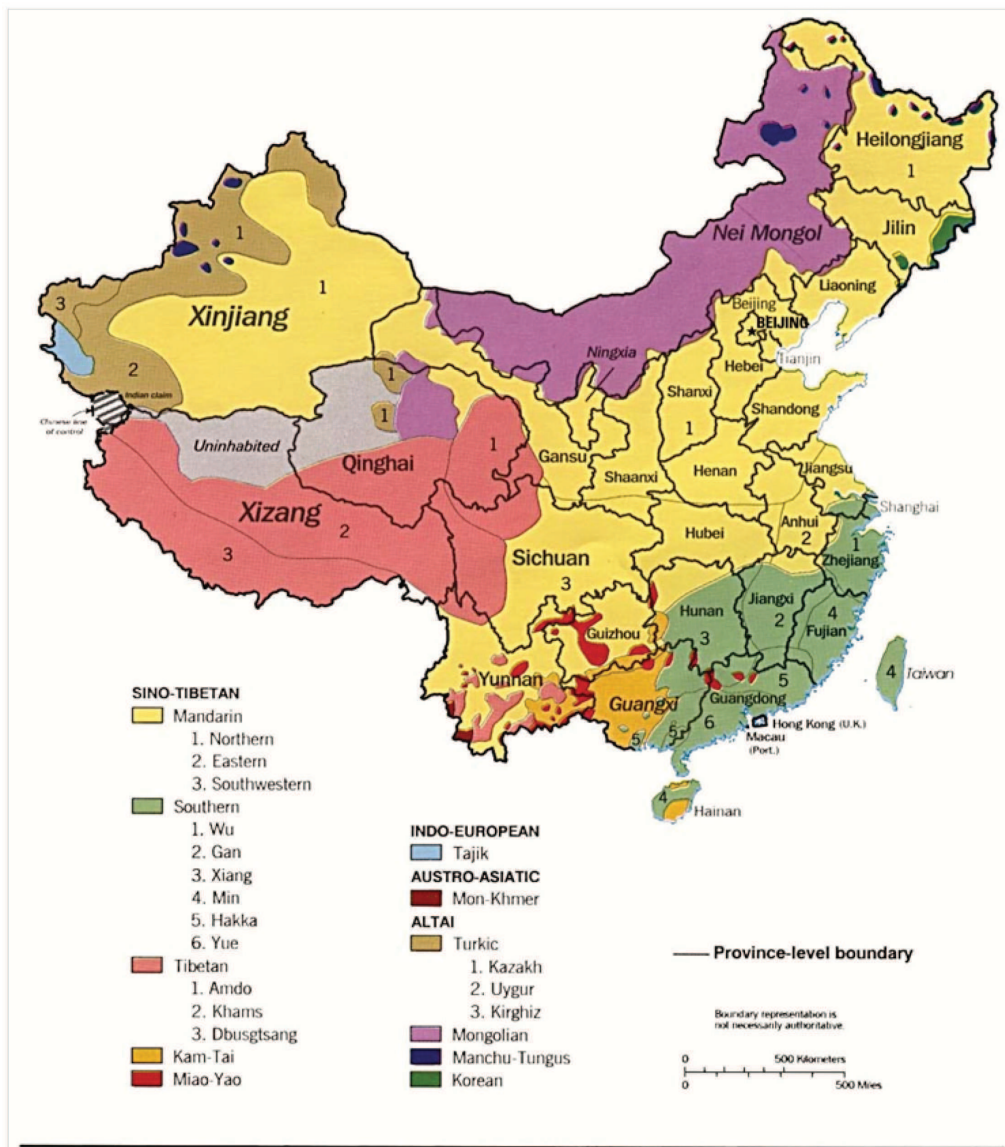 Heilongjiang
1
Jilin
Nei Mongol
Liaoning
Beijing
BEIJING
Tianjin
Hebei
Ningxia
Shanxi
1
Shandong
1
Xinjiang
1
3
2
Indian claim
Chinese line
of control
Uninhabited
1
1
Qinghai
1
Gansu
Shaanxi
Henan
Jiangsu
Shanghai
Anhui
2
Hubei
1
Zhejiang
Xizang
2
3
Sichuan
3
Hunan
3
Jiangxi
2
4
Fujian
Guizhou
Yunnan
Guangxi
Guangdong
5
6
5
5
4
Taiwan
Hong Kong (U.K.)
Macau
(Port.)
4
Hainan
SINO-TIBETAN
Mandarin
1. Northern
2. Eastern
3. Southwestern
Southern
1. Wu
2. Gan
3. Xiang
4. Min
5. Hakka
6. Yue
Tibetan
1. Amdo
2. Khams
3. Dbusgtsang
Kam-Tai
Miao-Yao
INDO-EUROPEAN
Tajik
AUSTRO-ASIATIC
Mon-Khmer
ALTAI
Turkic
1. Kazakh
2. Uygur
3. Kirghiz
Mongolian
Manchu-Tungus
Korean
Province-level boundary
Boundary representation is
not necessarily authoritative.
0 500 Kilometers
0 500 Miles